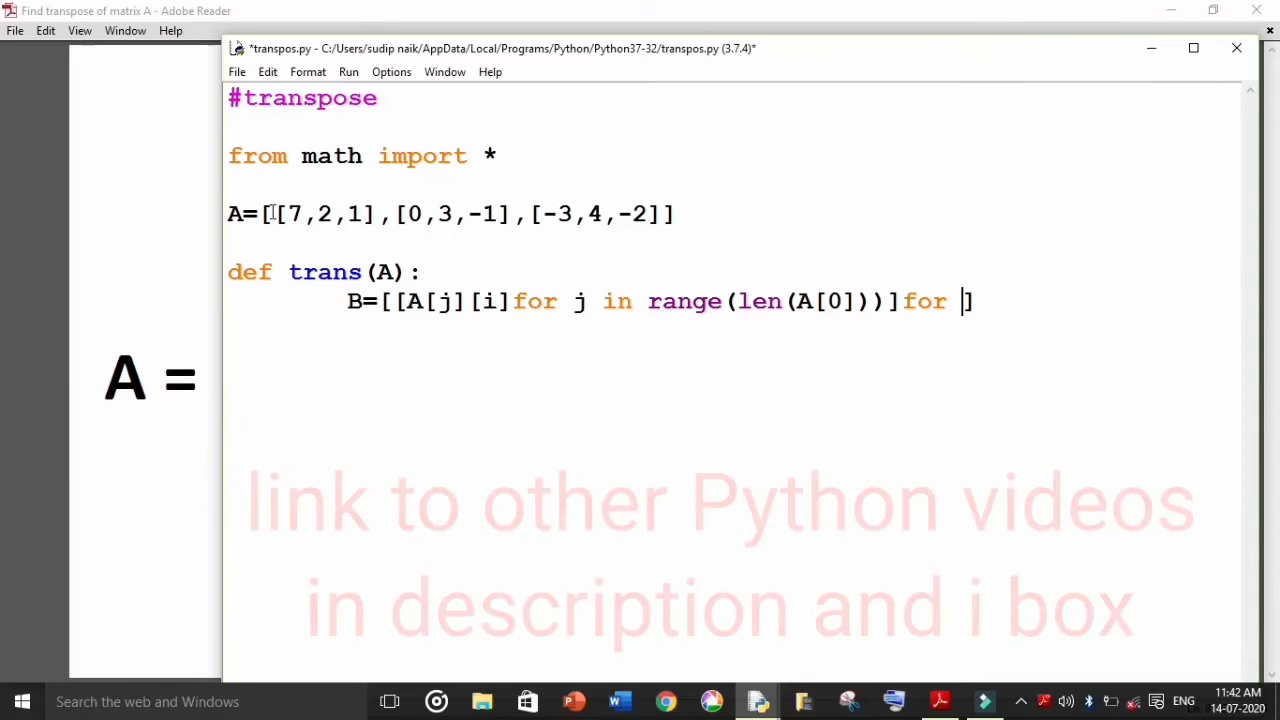 Find transpose of matrix A - Adobe Reader
File Edit View Window Help
*transpos.py - C:/Users/sudip naik/AppData/Local/Programs/Python/Python37-32/transpos.py (3.7.4)*
File Edit Format Run Options Window Help
#transpose
from math import *
A=[[7,2,1],[0,3,-1],[-3,4,-2]]
def trans(A):
B=[[A[j][i]for j in range(len(A[0]))]for ]
A =
link to other Python videos
in description and i box
Search the web and Windows
ENG
11:42 AM
14-07-2020